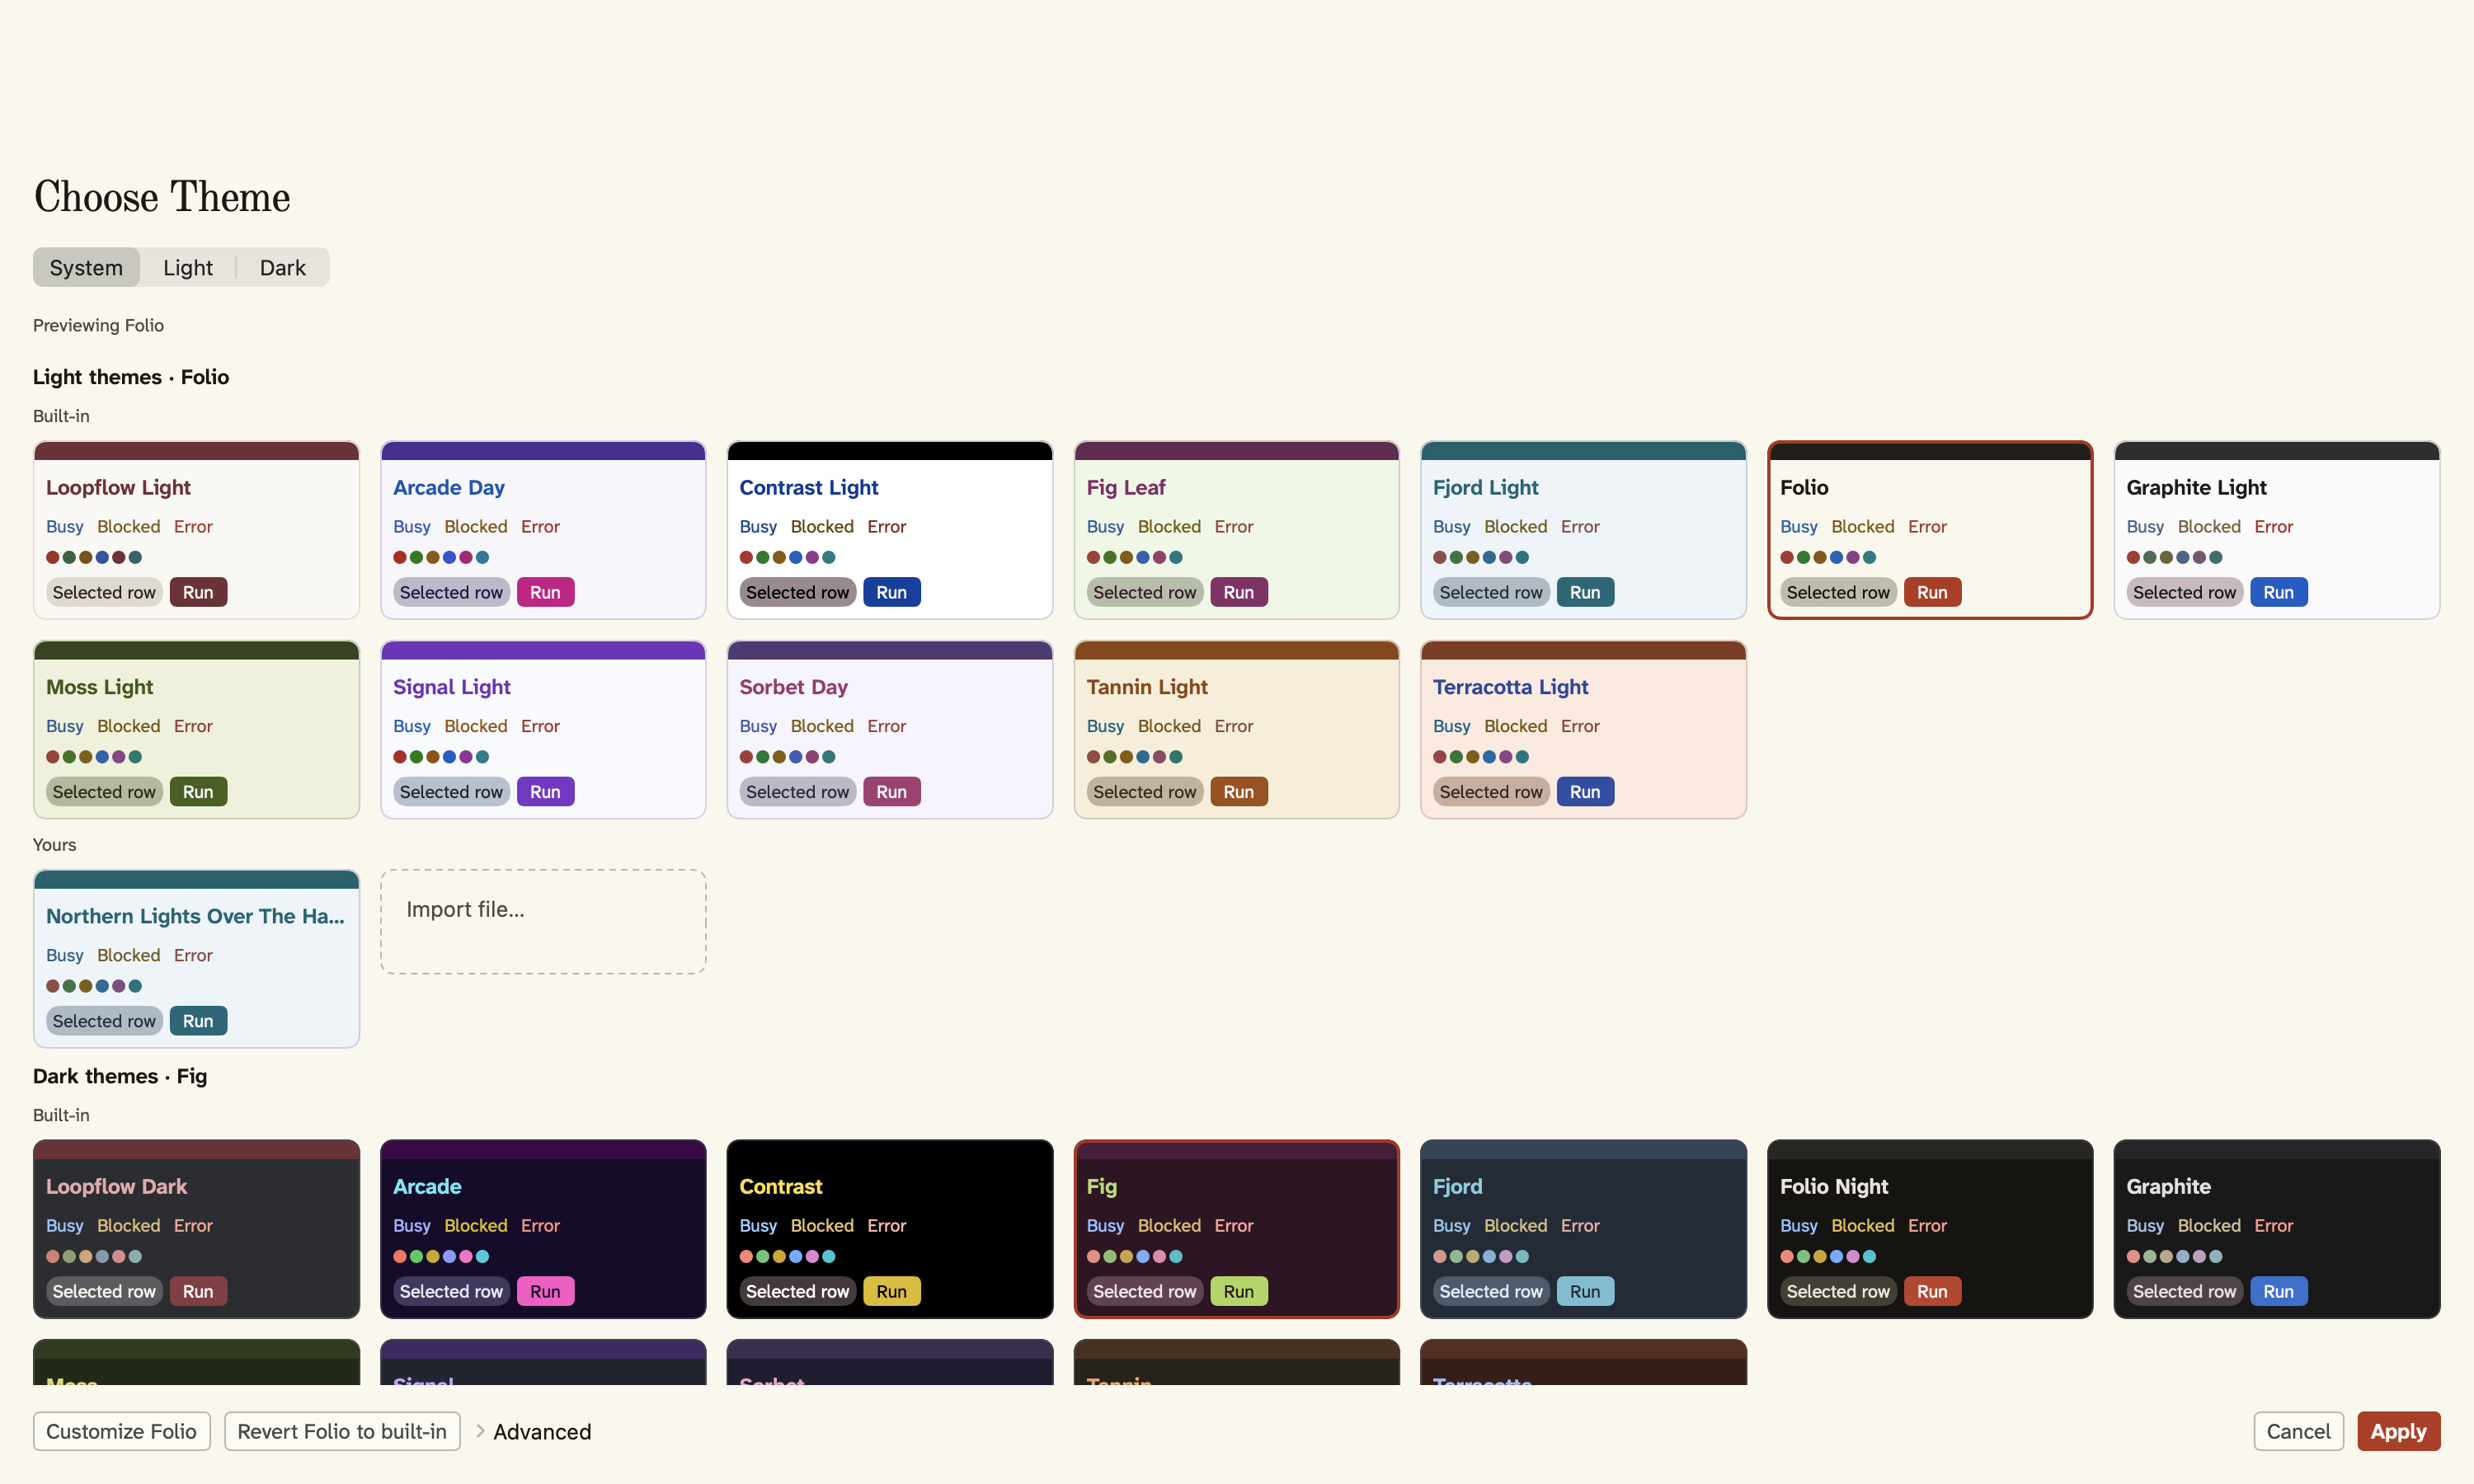 Choose Theme
System Light Dark
Previewing Folio
Light themes · Folio
Built-in
Loopflow Light
Busy Blocked Error
Selected row Run
Arcade Day
Busy Blocked Error
Selected row Run
Contrast Light
Busy Blocked Error
Selected row Run
Fig Leaf
Busy Blocked Error
Selected row Run
Fjord Light
Busy Blocked Error
Selected row Run
Folio
Busy Blocked Error
Selected row Run
Graphite Light
Busy Blocked Error
Selected row Run
Moss Light
Busy Blocked Error
Selected row Run
Signal Light
Busy Blocked Error
Selected row Run
Sorbet Day
Busy Blocked Error
Selected row Run
Tannin Light
Busy Blocked Error
Selected row Run
Terracotta Light
Busy Blocked Error
Selected row Run
Yours
Northern Lights Over The Ha...
Busy Blocked Error
Selected row Run
Import file...
Dark themes · Fig
Built-in
Loopflow Dark
Busy Blocked Error
Selected row Run
Arcade
Busy Blocked Error
Selected row Run
Contrast
Busy Blocked Error
Selected row Run
Fig
Busy Blocked Error
Selected row Run
Fjord
Busy Blocked Error
Selected row Run
Folio Night
Busy Blocked Error
Selected row Run
Graphite
Busy Blocked Error
Selected row Run
Moss
Signal
Sorbet
Tannin
Terracotta
Customize Folio
Revert Folio to built-in
Advanced
Cancel
Apply